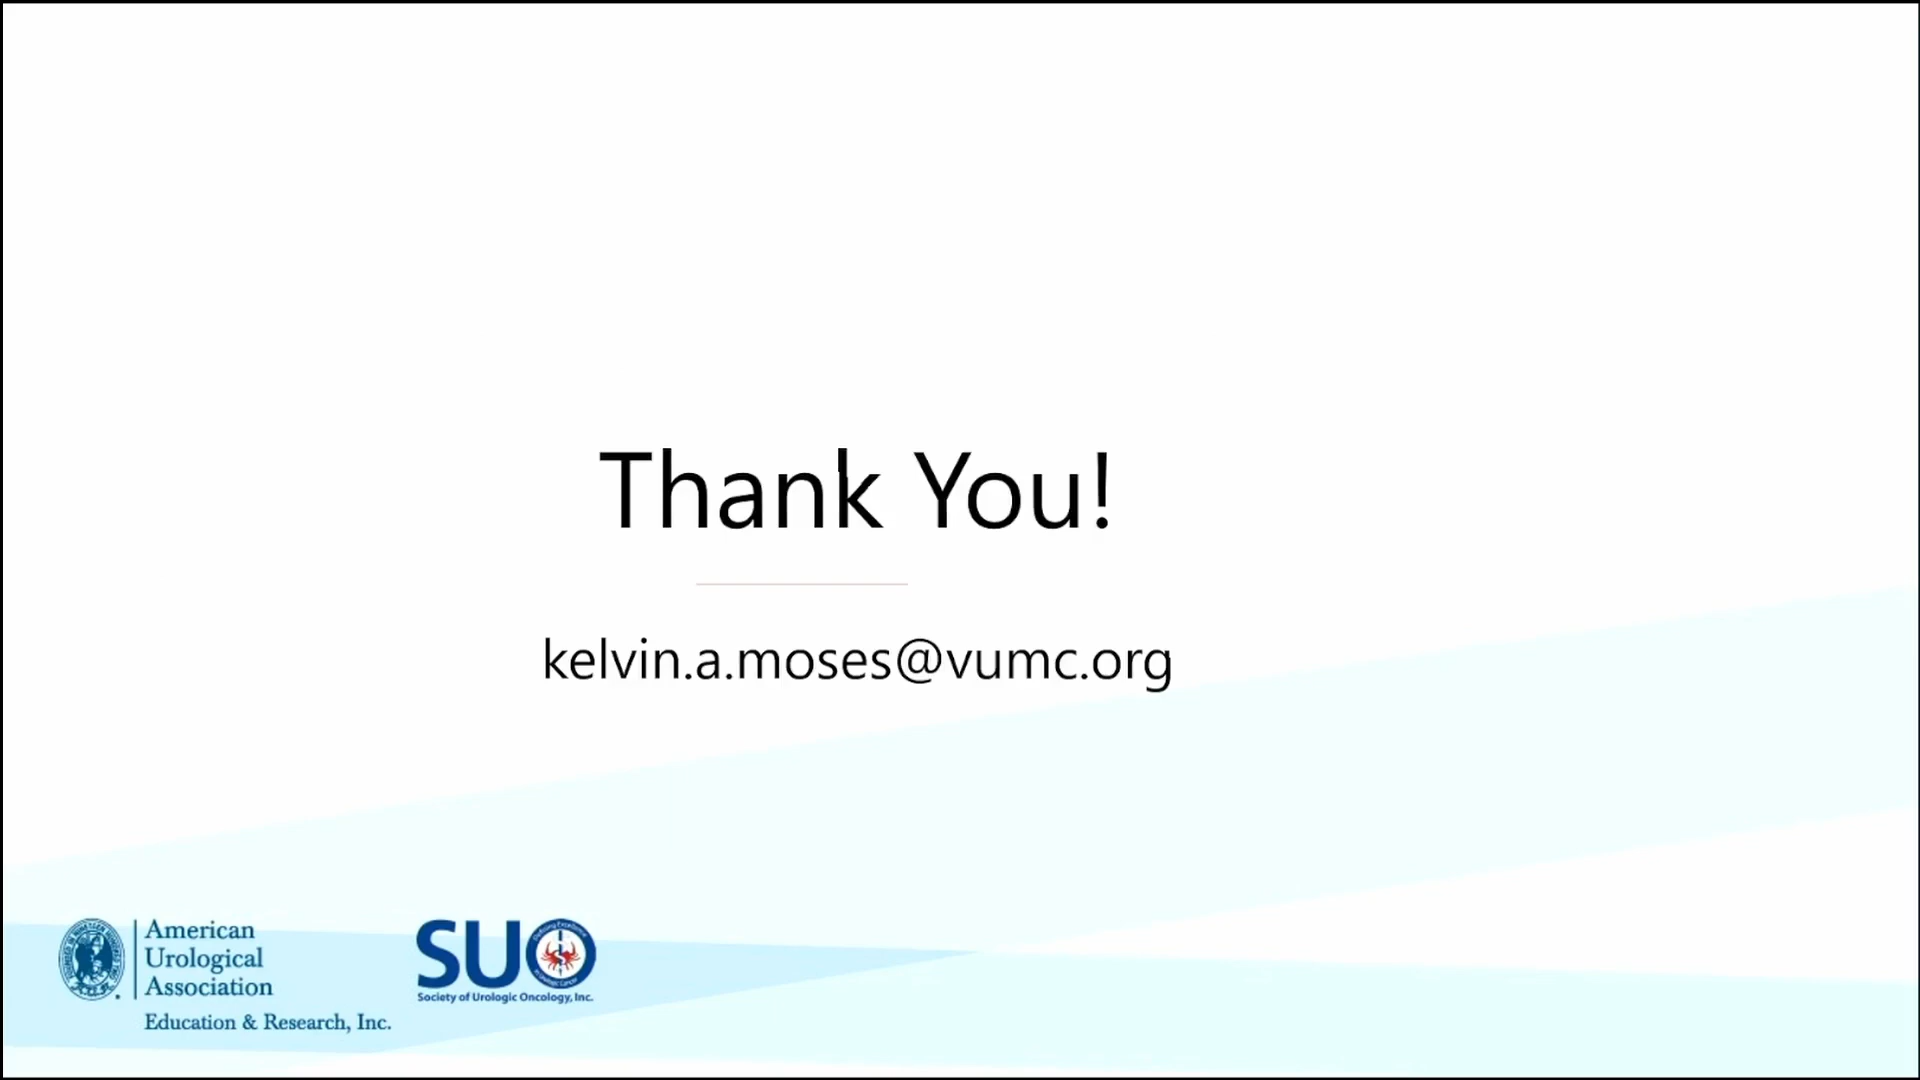 Thank You!
kelvin.a.moses@vumc.org
American
Urological
Association
Education & Research, Inc.
SUO
Society of Urologic Oncology, Inc.